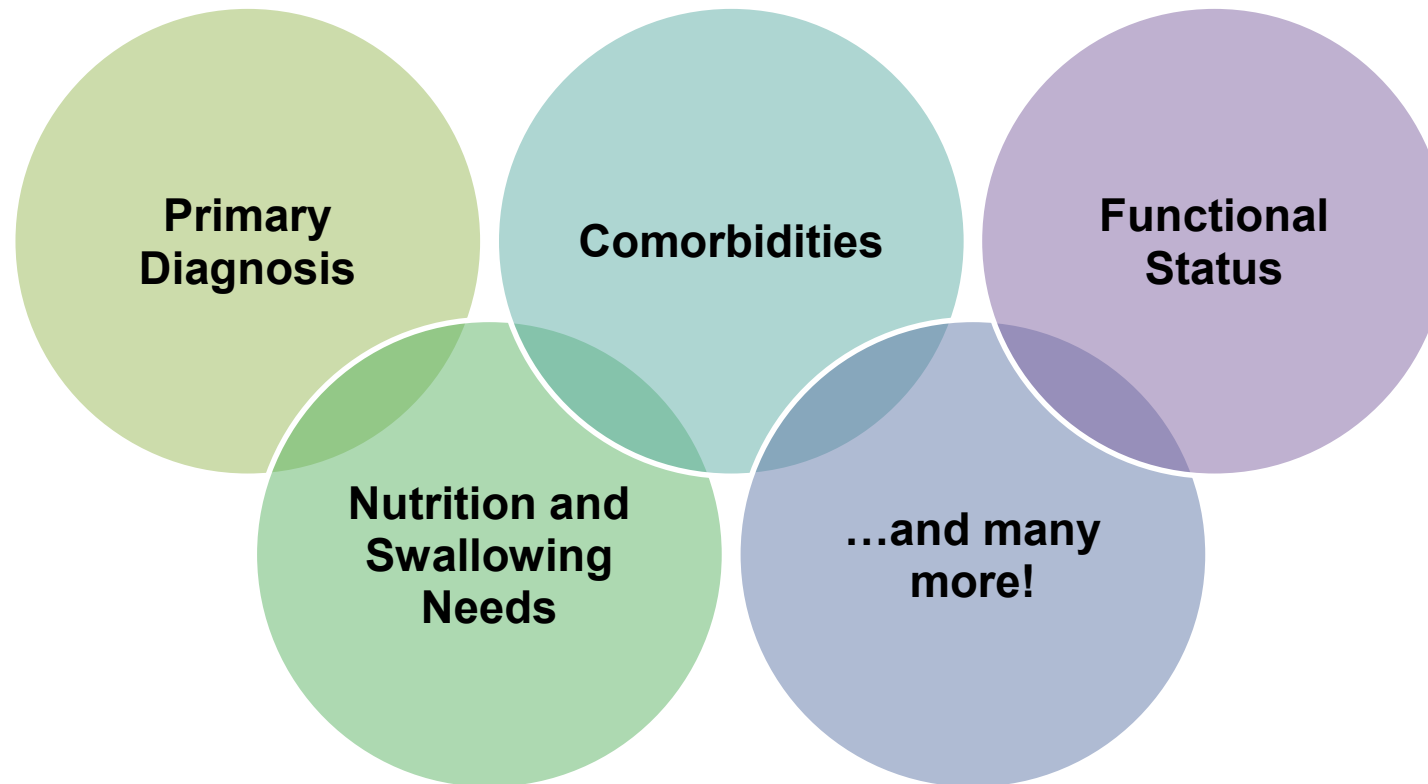 Primary
Diagnosis
Comorbidities
Functional
Status
Nutrition and
Swallowing
Needs
…and many
more!